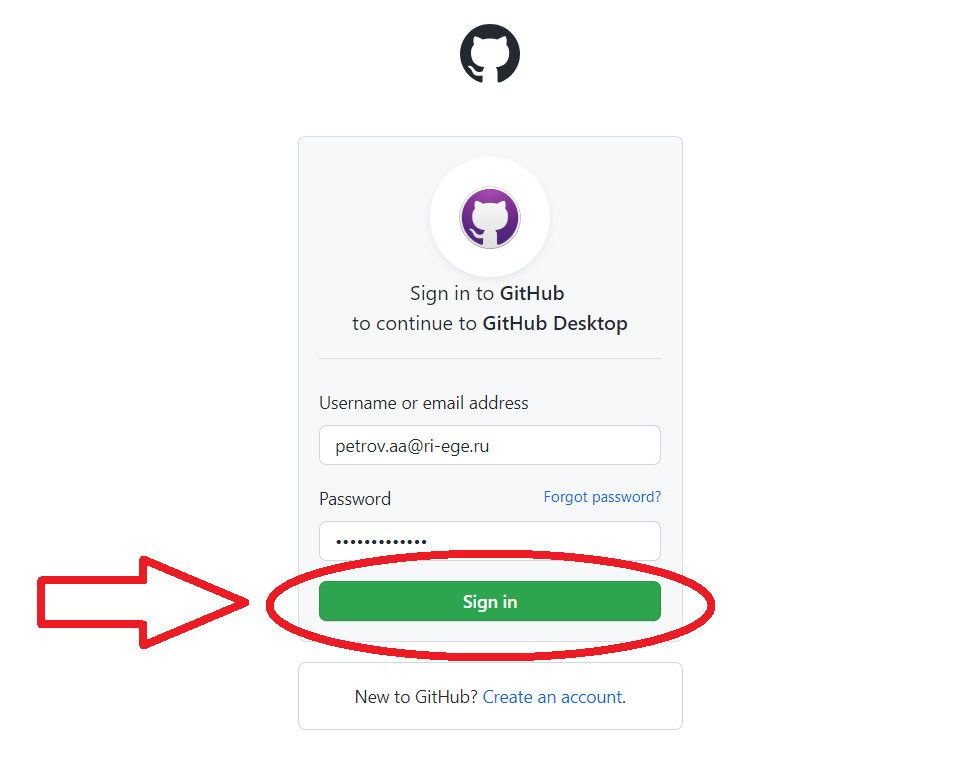 Sign in to GitHub
to continue to GitHub Desktop
Username or email address
petrov.aa@ri-ege.ru
Password Forgot password?
•••••••••••••
Sign in
New to GitHub? Create an account.